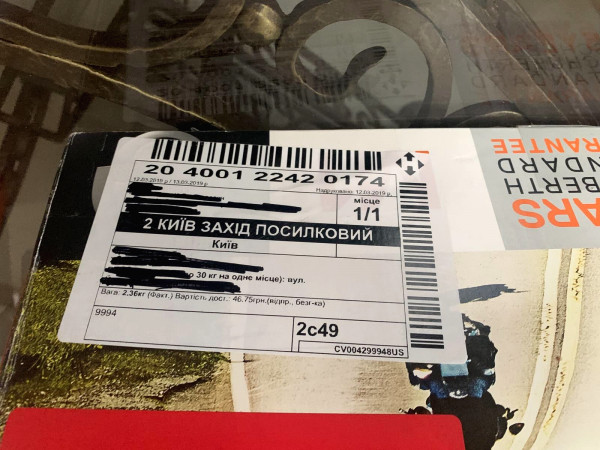 20 4001 2242 0174
12.03.2019 р./ 13.03.2019 р. Надруковано: 12.03.2019
місце
1/1
2 КИЇВ ЗАХІД ПОСИЛКОВИЙ
Київ
о 30 кг на одне місце): вул.
Вага: 2,36кг (Факт.) Вартість дост.: 46.75грн.(відпр., безг-ка)
9994
2с49
CV004299948US
RANTEE
NDARD
BERTH
ARS